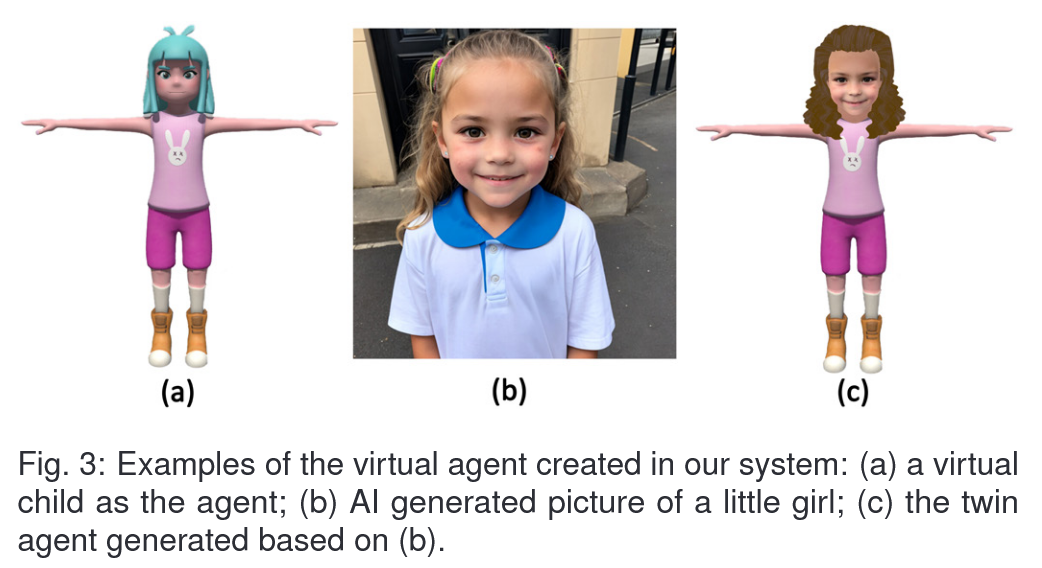 (a)
(b)
(c)
Fig. 3: Examples of the virtual agent created in our system: (a) a virtual
child as the agent; (b) AI generated picture of a little girl; (c) the twin
agent generated based on (b).